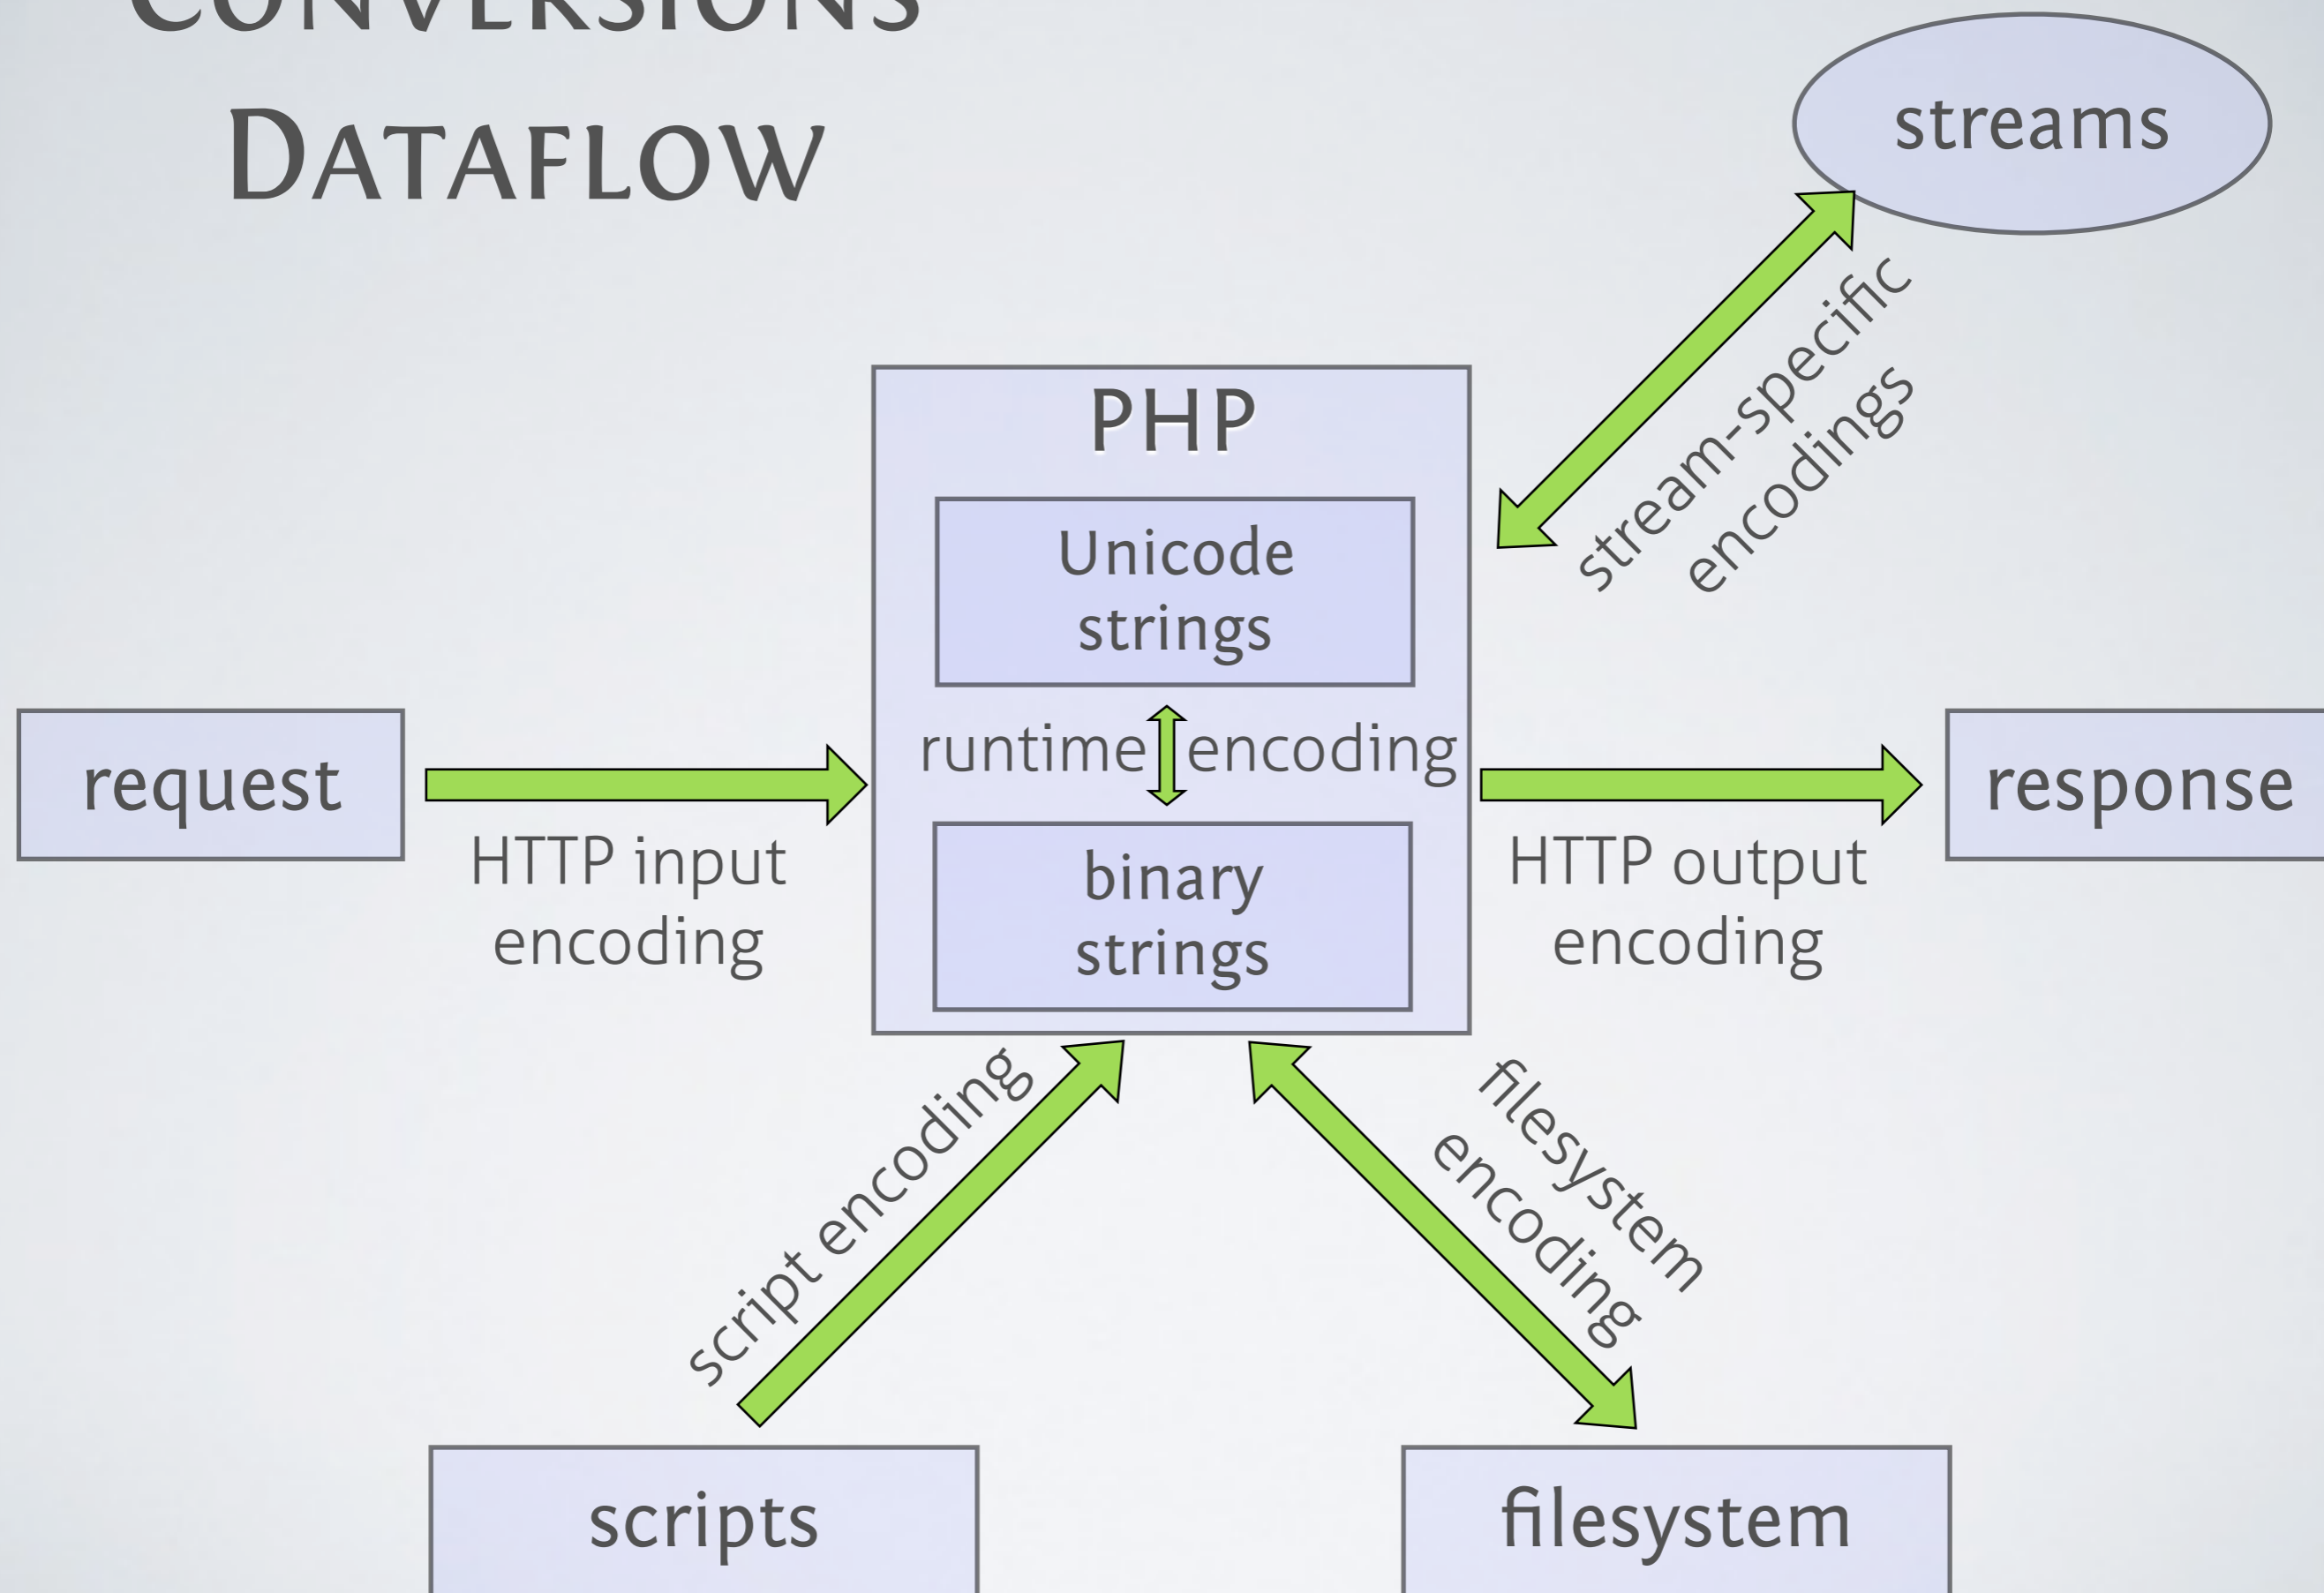 CONVERSIONS
DATAFLOW
streams
stream-specific
encodings
PHP
Unicode
strings
runtime encoding
binary
strings
request
HTTP input
encoding
response
HTTP output
encoding
script encoding
filesystem
encoding
scripts
filesystem